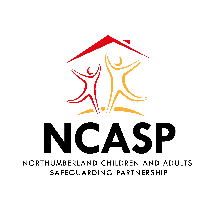 NCASP
NORTHUMBERLAND CHILDREN AND ADULTS
SAFEGUARDING PARTNERSHIP